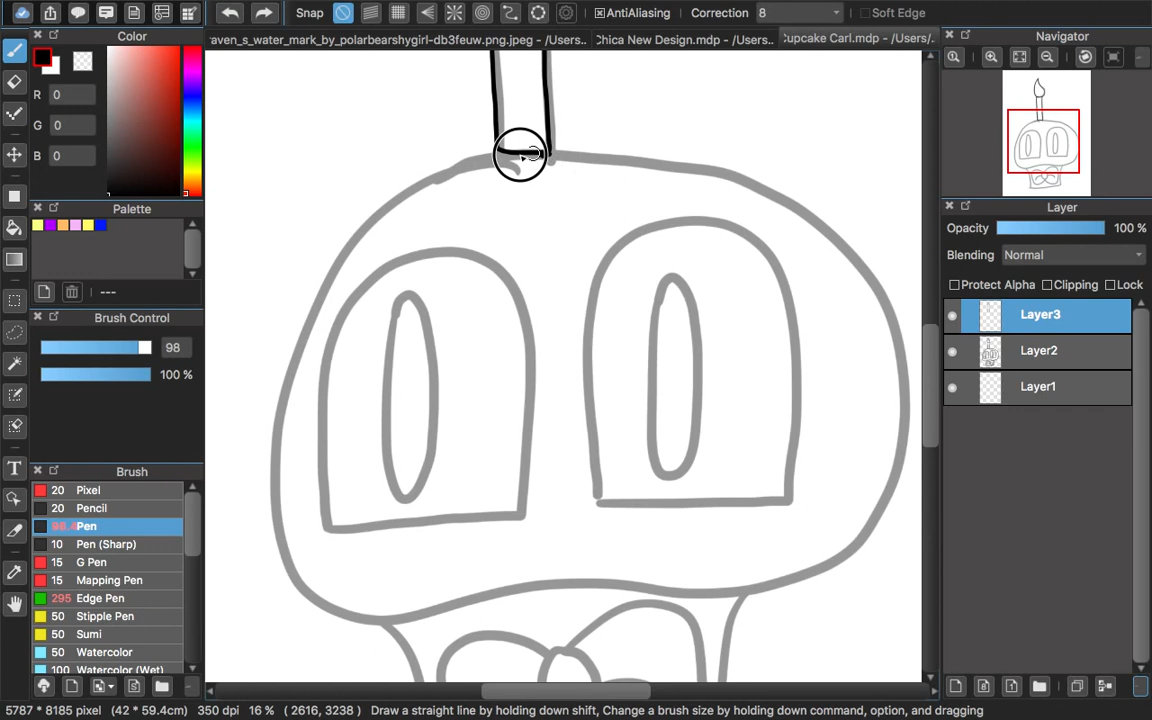 Snap
AntiAliasing
Correction
8
Soft Edge
Color
aven_s_water_mark_by_polarbearshygirl-db3feuw.png.jpeg - /Users..
Chica New Design.mdp - /Users/..
upcake Carl.mdp - /Users/.
Navigator
R 0
G 0
B 0
Palette
---
Layer
Opacity 100 %
Blending Normal
Protect Alpha Clipping Lock
Layer3
Layer2
Layer1
Brush Control
98
100 %
Brush
20 Pixel
20 Pencil
Pen
10 Pen (Sharp)
15 G Pen
15 Mapping Pen
295 Edge Pen
50 Stipple Pen
50 Sumi
50 Watercolor
100 Watercolor (Wet)
T
5787 * 8185 pixel (42 * 59.4cm) 350 dpi 16 % ( 2616, 3238 ) Draw a straight line by holding down shift, Change a brush size by holding down command, option, and dragging